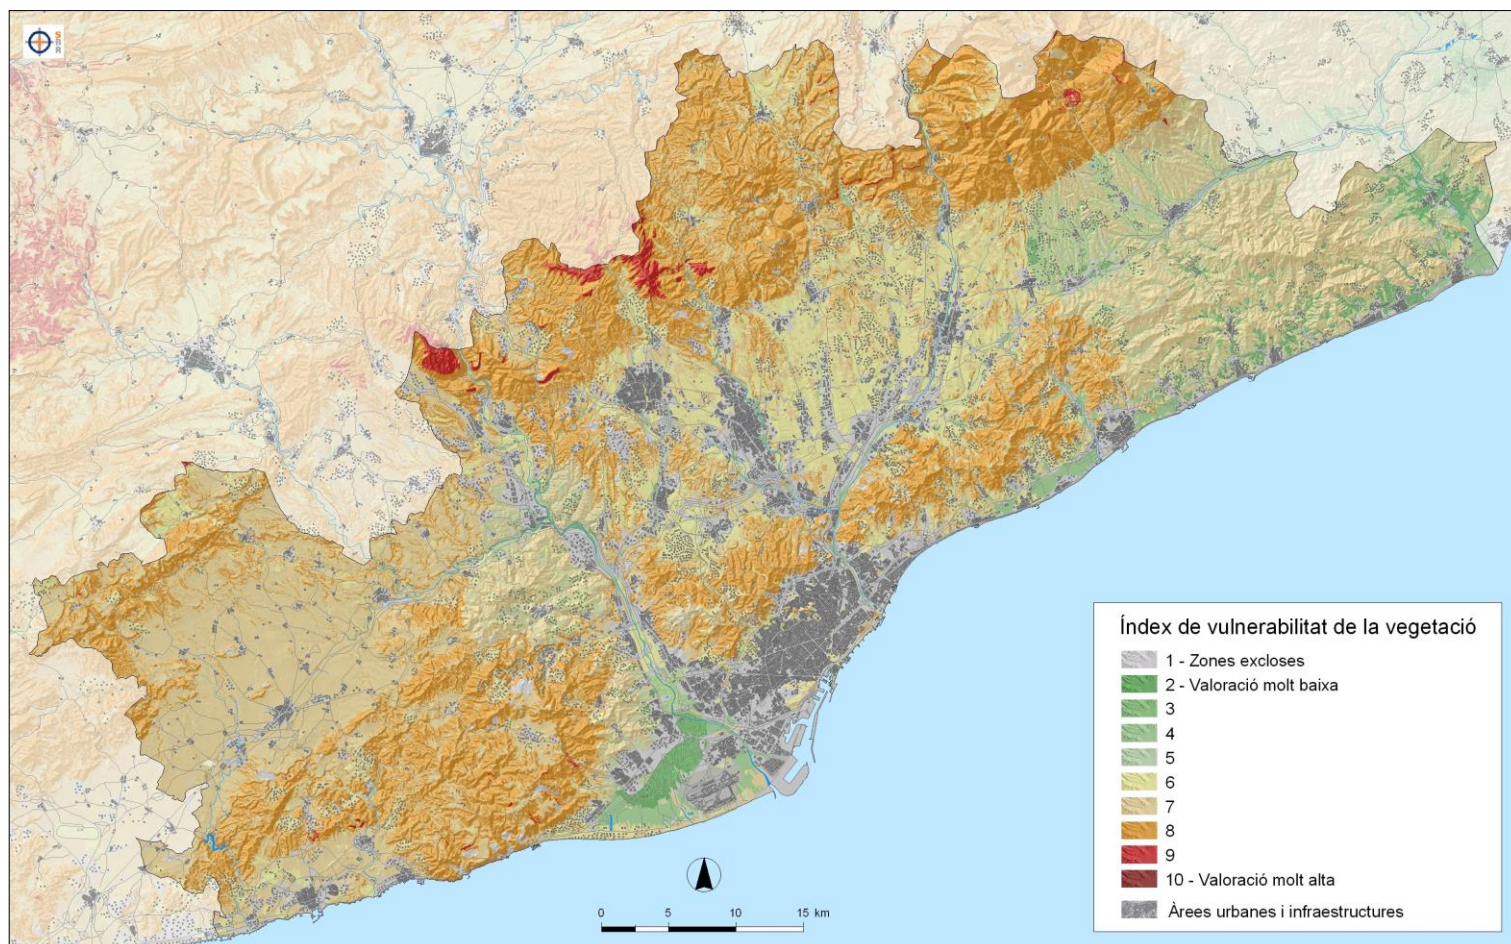 S
B
R
Índex de vulnerabilitat de la vegetació
1 - Zones excloses
2 - Valoració molt baixa
3
4
5
6
7
8
9
10 - Valoració molt alta
Àrees urbanes i infraestructures
0 5 10 15 km